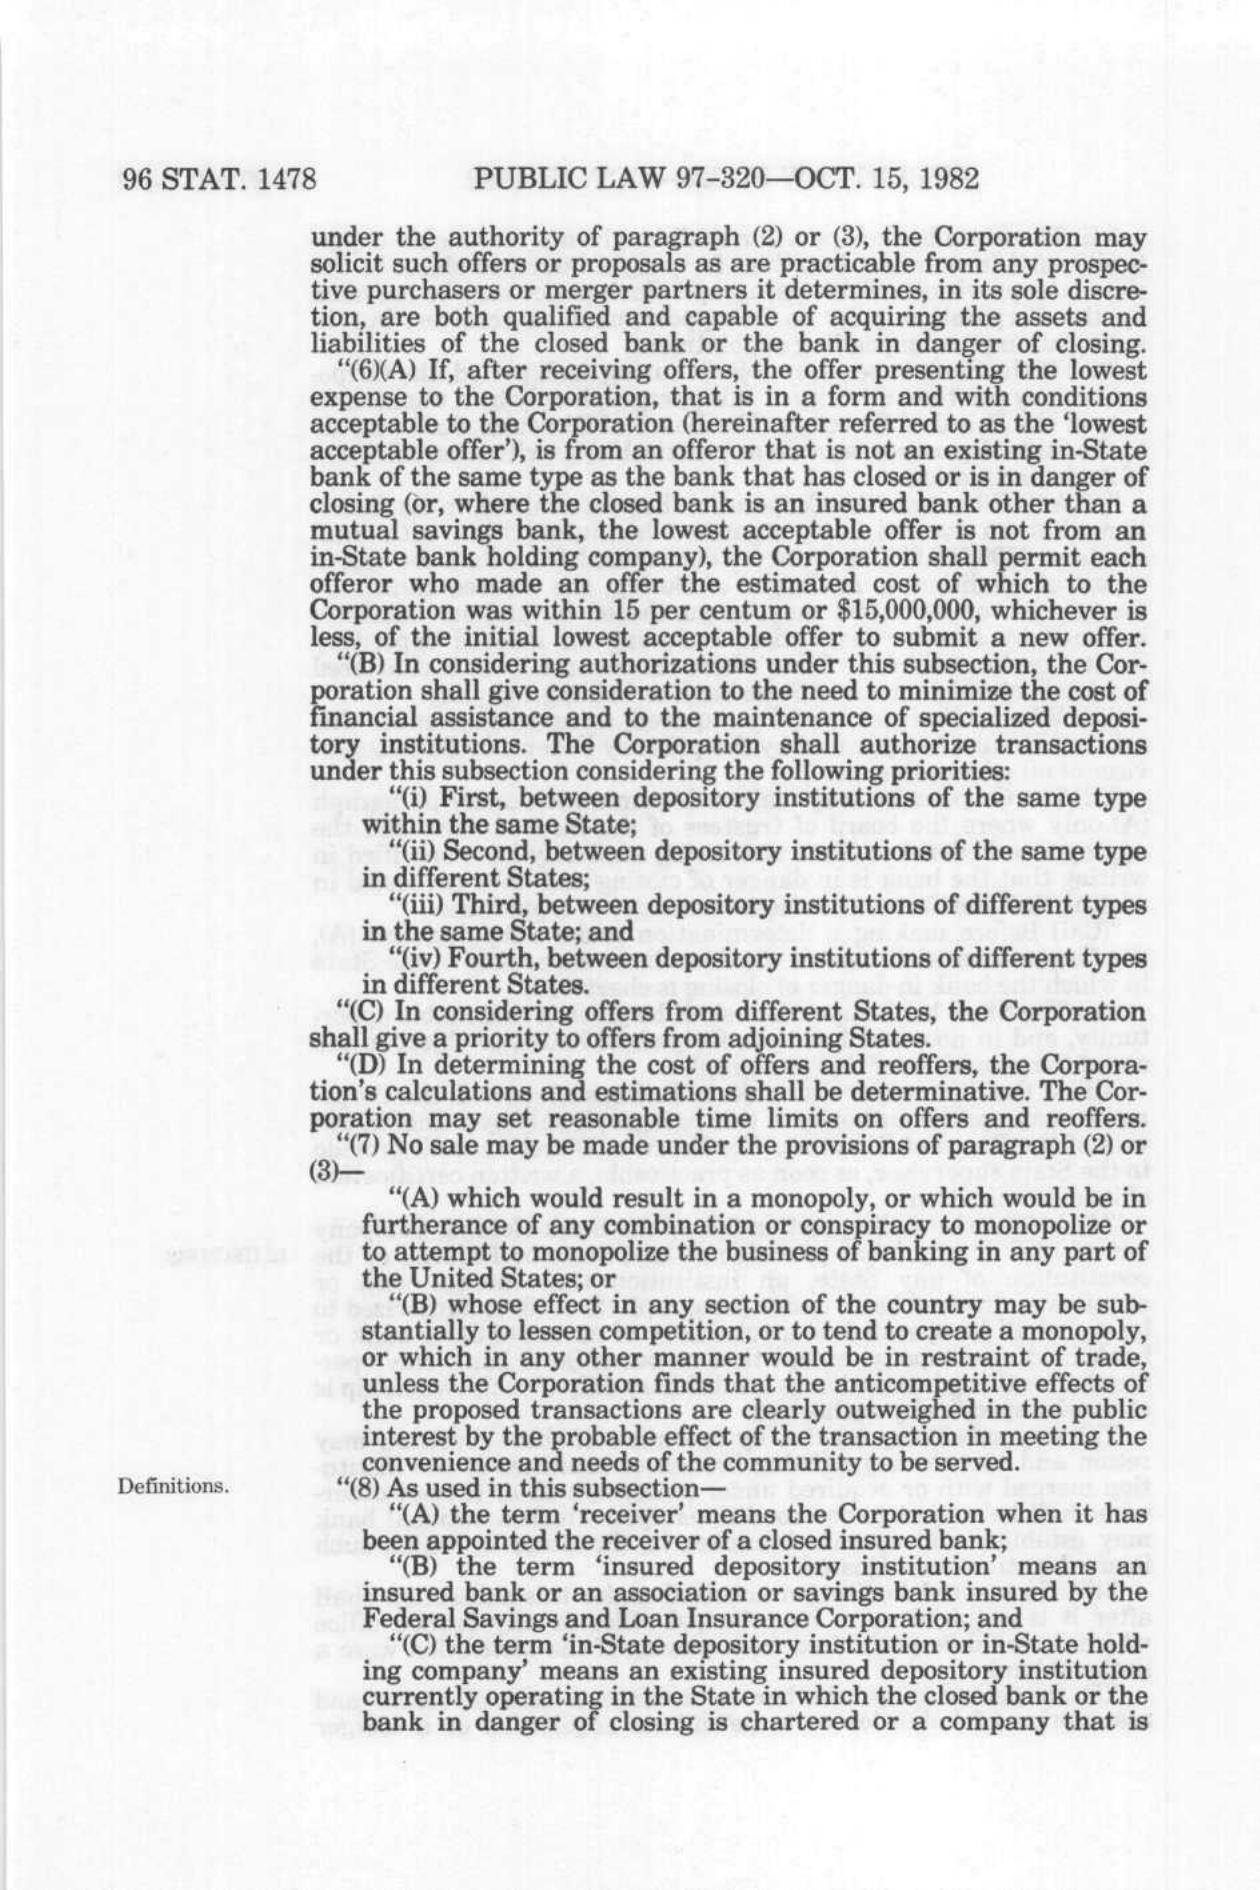 96 STAT. 1478 PUBLIC LAW 97-320—OCT. 15, 1982
under the authority of paragraph (2) or (3), the Corporation may
solicit such offers or proposals as are practicable from any prospec-
tive purchasers or merger partners it determines, in its sole discre-
tion, are both qualified and capable of acquiring the assets and
liabilities of the closed bank or the bank in danger of closing.
“(6)(A) If, after receiving offers, the offer presenting the lowest
expense to the Corporation, that is in a form and with conditions
acceptable to the Corporation (hereinafter referred to as the ‘lowest
acceptable offer’), is from an offeror that is not an existing in-State
bank of the same type as the bank that has closed or is in danger of
closing (or, where the closed bank is an insured bank other than a
mutual savings bank, the lowest acceptable offer is not from an
in-State bank holding company), the Corporation shall permit each
offeror who made an offer the estimated cost of which to the
Corporation was within 15 per centum or $15,000,000, whichever is
less, of the initial lowest acceptable offer to submit a new offer.
“(B) In considering authorizations under this subsection, the Cor-
poration shall give consideration to the need to minimize the cost of
financial assistance and to the maintenance of specialized deposi-
tory institutions. The Corporation shall authorize transactions
under this subsection considering the following priorities:
“(i) First, between depository institutions of the same type
within the same State;
“(ii) Second, between depository institutions of the same type
in different States;
“(iii) Third, between depository institutions of different types
in the same State; and
“(iv) Fourth, between depository institutions of different types
in different States.
“(C) In considering offers from different States, the Corporation
shall give a priority to offers from adjoining States.
“(D) In determining the cost of offers and reoffers, the Corpora-
tion's calculations and estimations shall be determinative. The Cor-
poration may set reasonable time limits on offers and reoffers.
“(7) No sale may be made under the provisions of paragraph (2) or
(3)—
“(A) which would result in a monopoly, or which would be in
furtherance of any combination or conspiracy to monopolize or
to attempt to monopolize the business of banking in any part of
the United States; or
“(B) whose effect in any section of the country may be sub-
stantially to lessen competition, or to tend to create a monopoly,
or which in any other manner would be in restraint of trade,
unless the Corporation finds that the anticompetitive effects of
the proposed transactions are clearly outweighed in the public
interest by the probable effect of the transaction in meeting the
convenience and needs of the community to be served.
Definitions. “(8) As used in this subsection—
“(A) the term ‘receiver’ means the Corporation when it has
been appointed the receiver of a closed insured bank;
“(B) the term ‘insured depository institution’ means an
insured bank or an association or savings bank insured by the
Federal Savings and Loan Insurance Corporation; and
“(C) the term ‘in-State depository institution or in-State hold-
ing company’ means an existing insured depository institution
currently operating in the State in which the closed bank or the
bank in danger of closing is chartered or a company that is